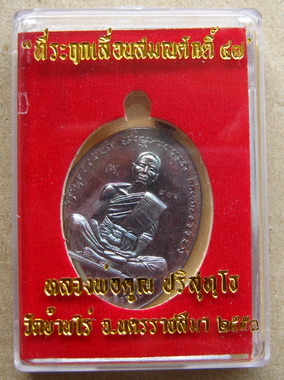 "ที่ระฤกเลื่อนสมณศักดิ์ ๔๗"
หลวงพ่อคูณ ปริสุทฺโธ
วัดบ้านไร่ จ.นครราชสีมา ๒๕๕๗